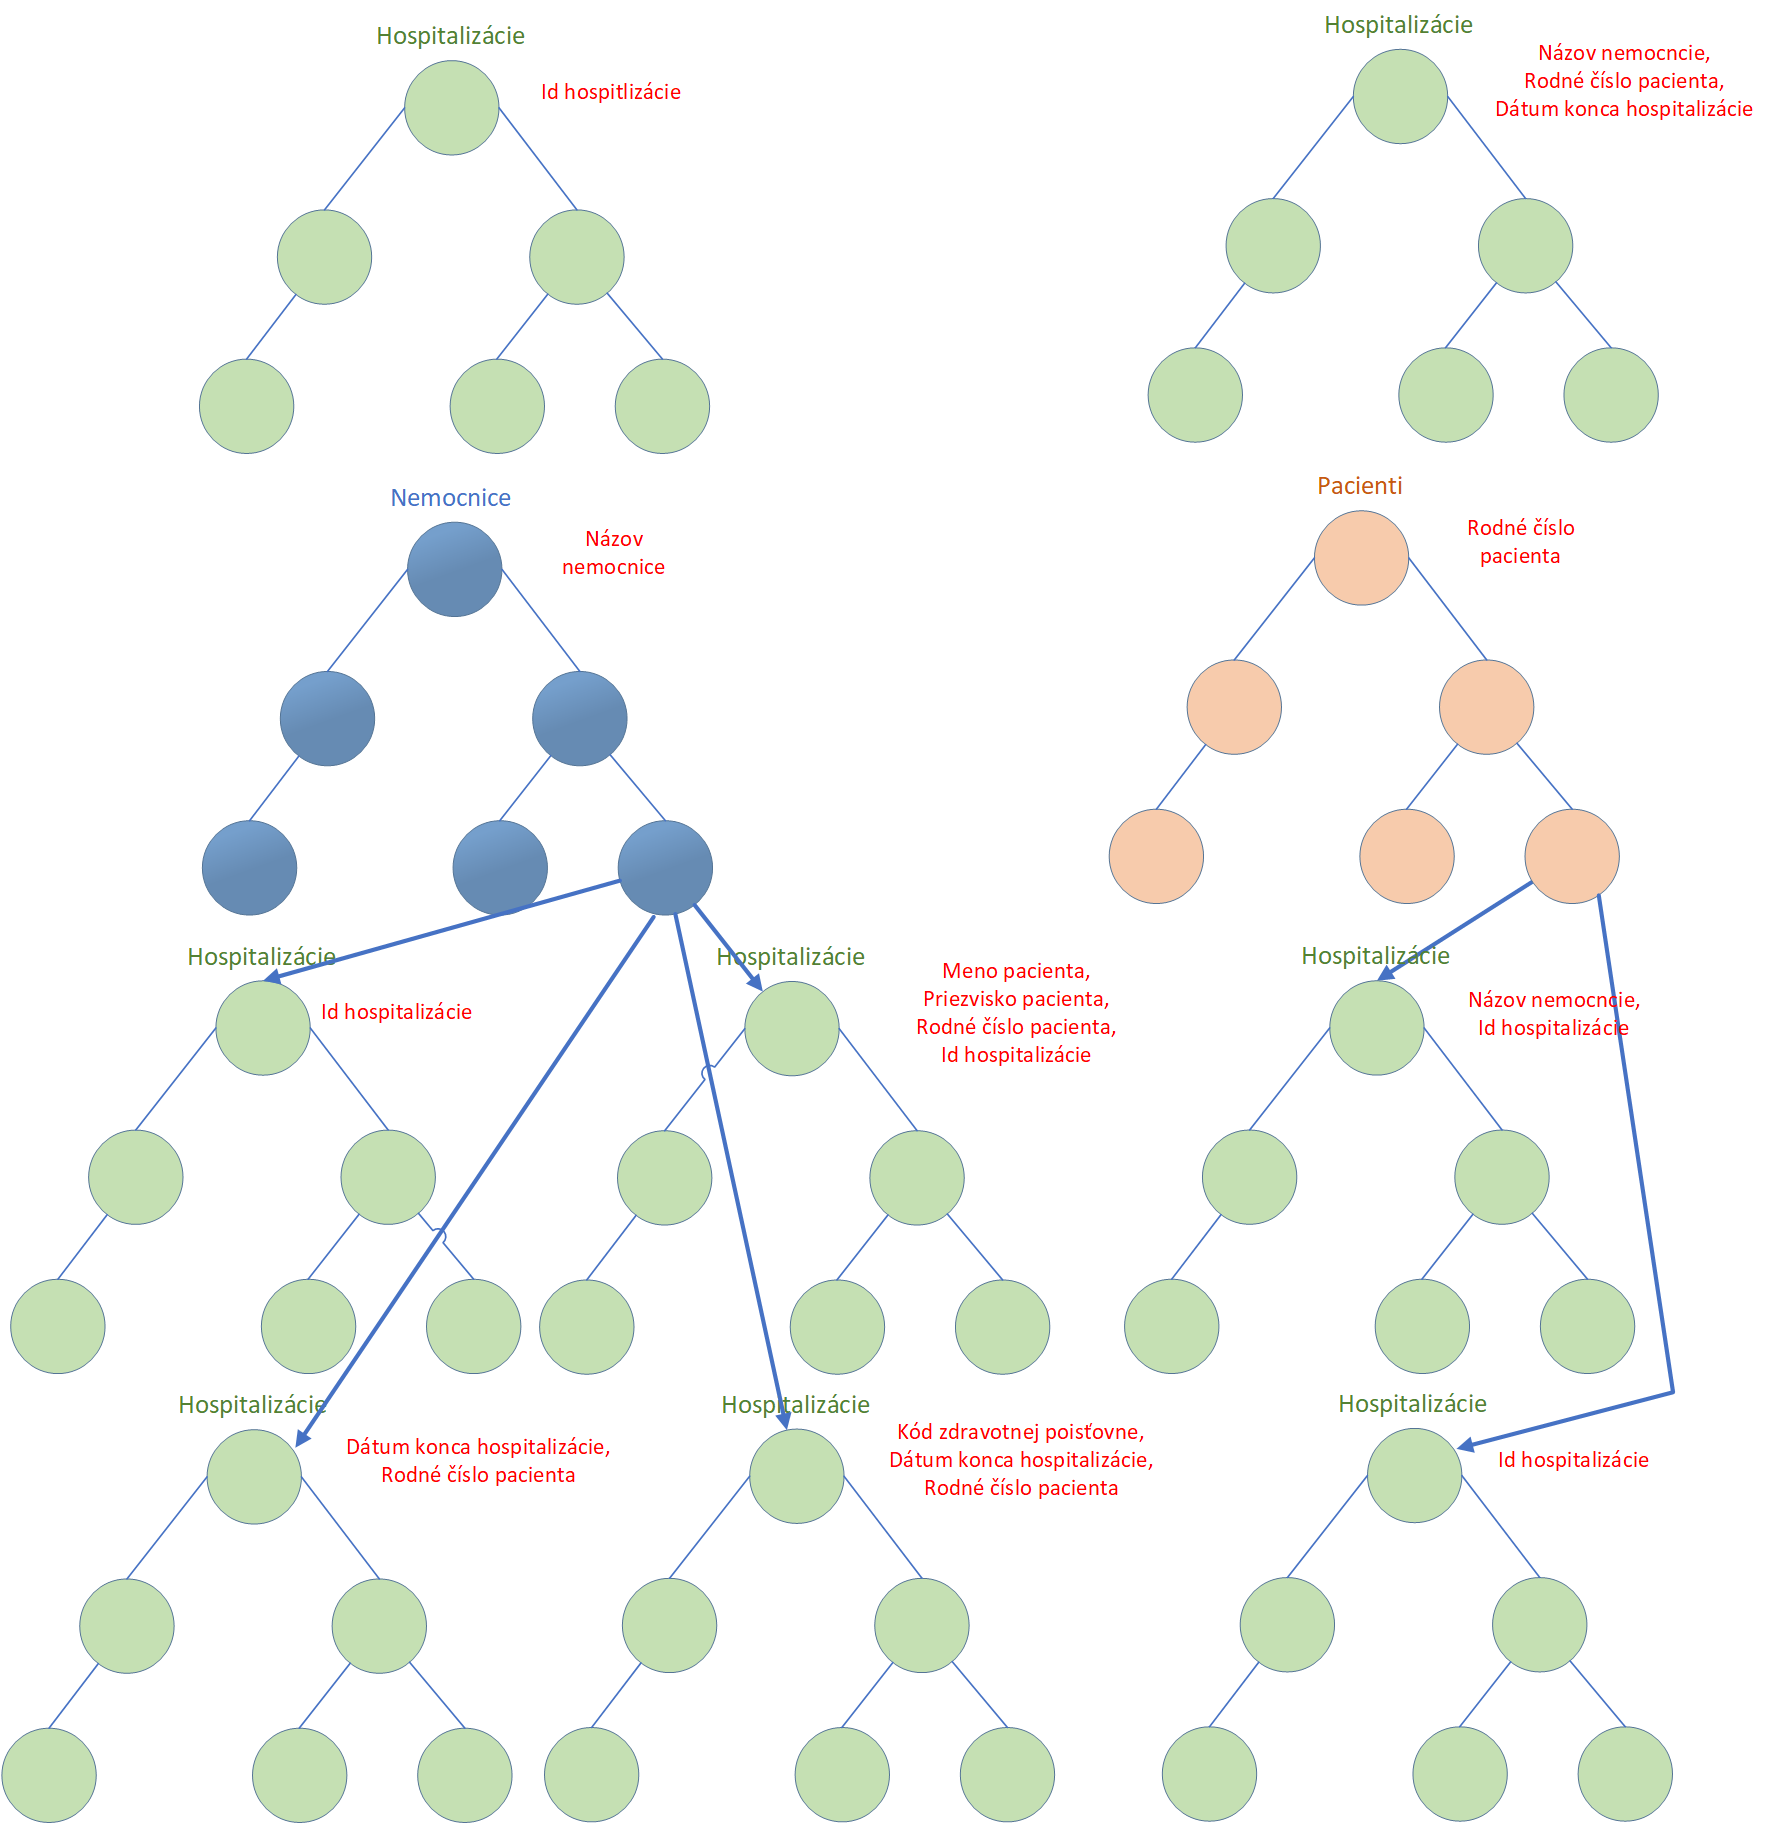 Hospitalizácie
Id hospitlizácie
Hospitalizácie
Názov nemocncie,
Rodné číslo pacienta,
Dátum konca hospitalizácie
Nemocnice
Názov
nemocnice
Pacienti
Rodné číslo
pacienta
Hospitalizácie
Id hospitalizácie
Hospitalizácie
Meno pacienta,
Priezvisko pacienta,
Rodné číslo pacienta,
Id hospitalizácie
Hospitalizácie
Názov nemocncie,
Id hospitalizácie
Hospitalizácie
Dátum konca hospitalizácie,
Rodné číslo pacienta
Hospitalizácie
Kód zdravotnej poisťovne,
Dátum konca hospitalizácie,
Rodné číslo pacienta
Hospitalizácie
Id hospitalizácie